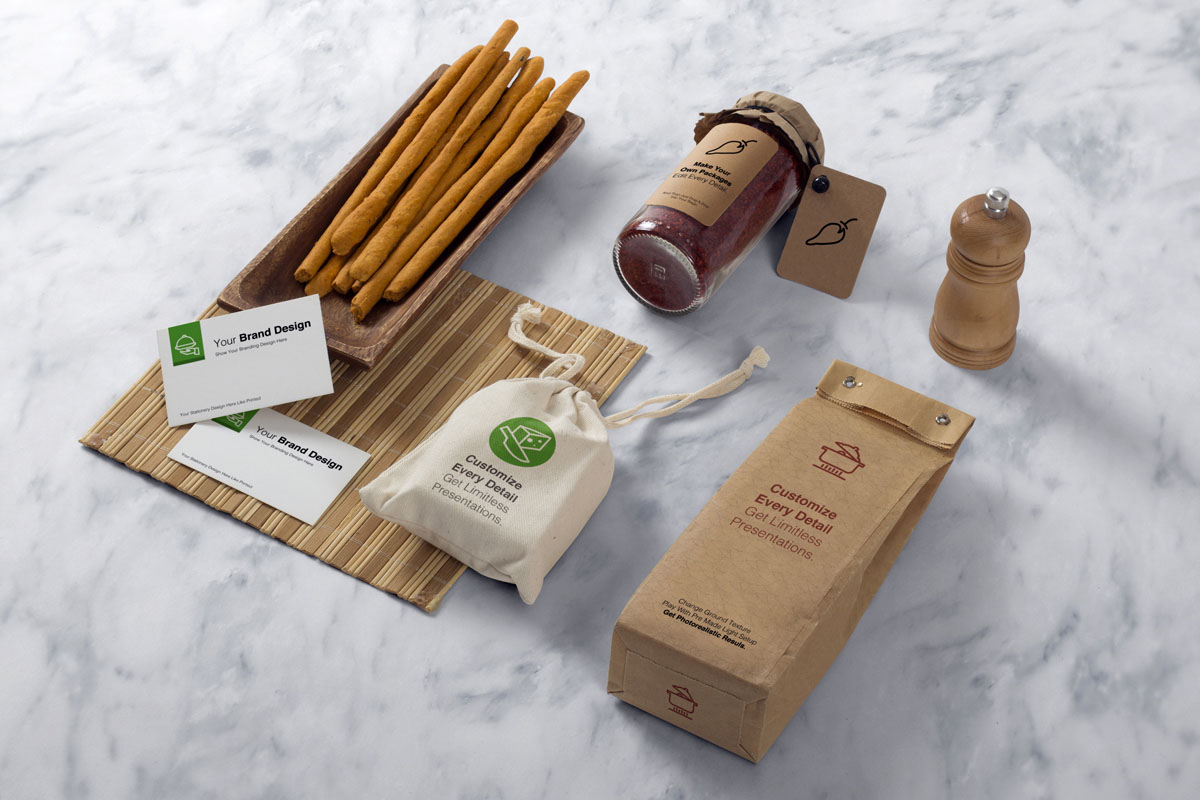 Make Your
Own Packages
Edit Every Detail
Your Brand Design
Show Your Branding Design Here
Your Stationery Design Here Like Printed
Your Brand Design
Show Your Branding Design Here
Your Stationery Design Here Like Printed
Customize
Every Detail
Get Limitless
Presentations.
Customize
Every Detail
Get Limitless
Presentations.
Change Ground Texture
Play With Pre Made Light Setup
Get Photorealistic Resuls.